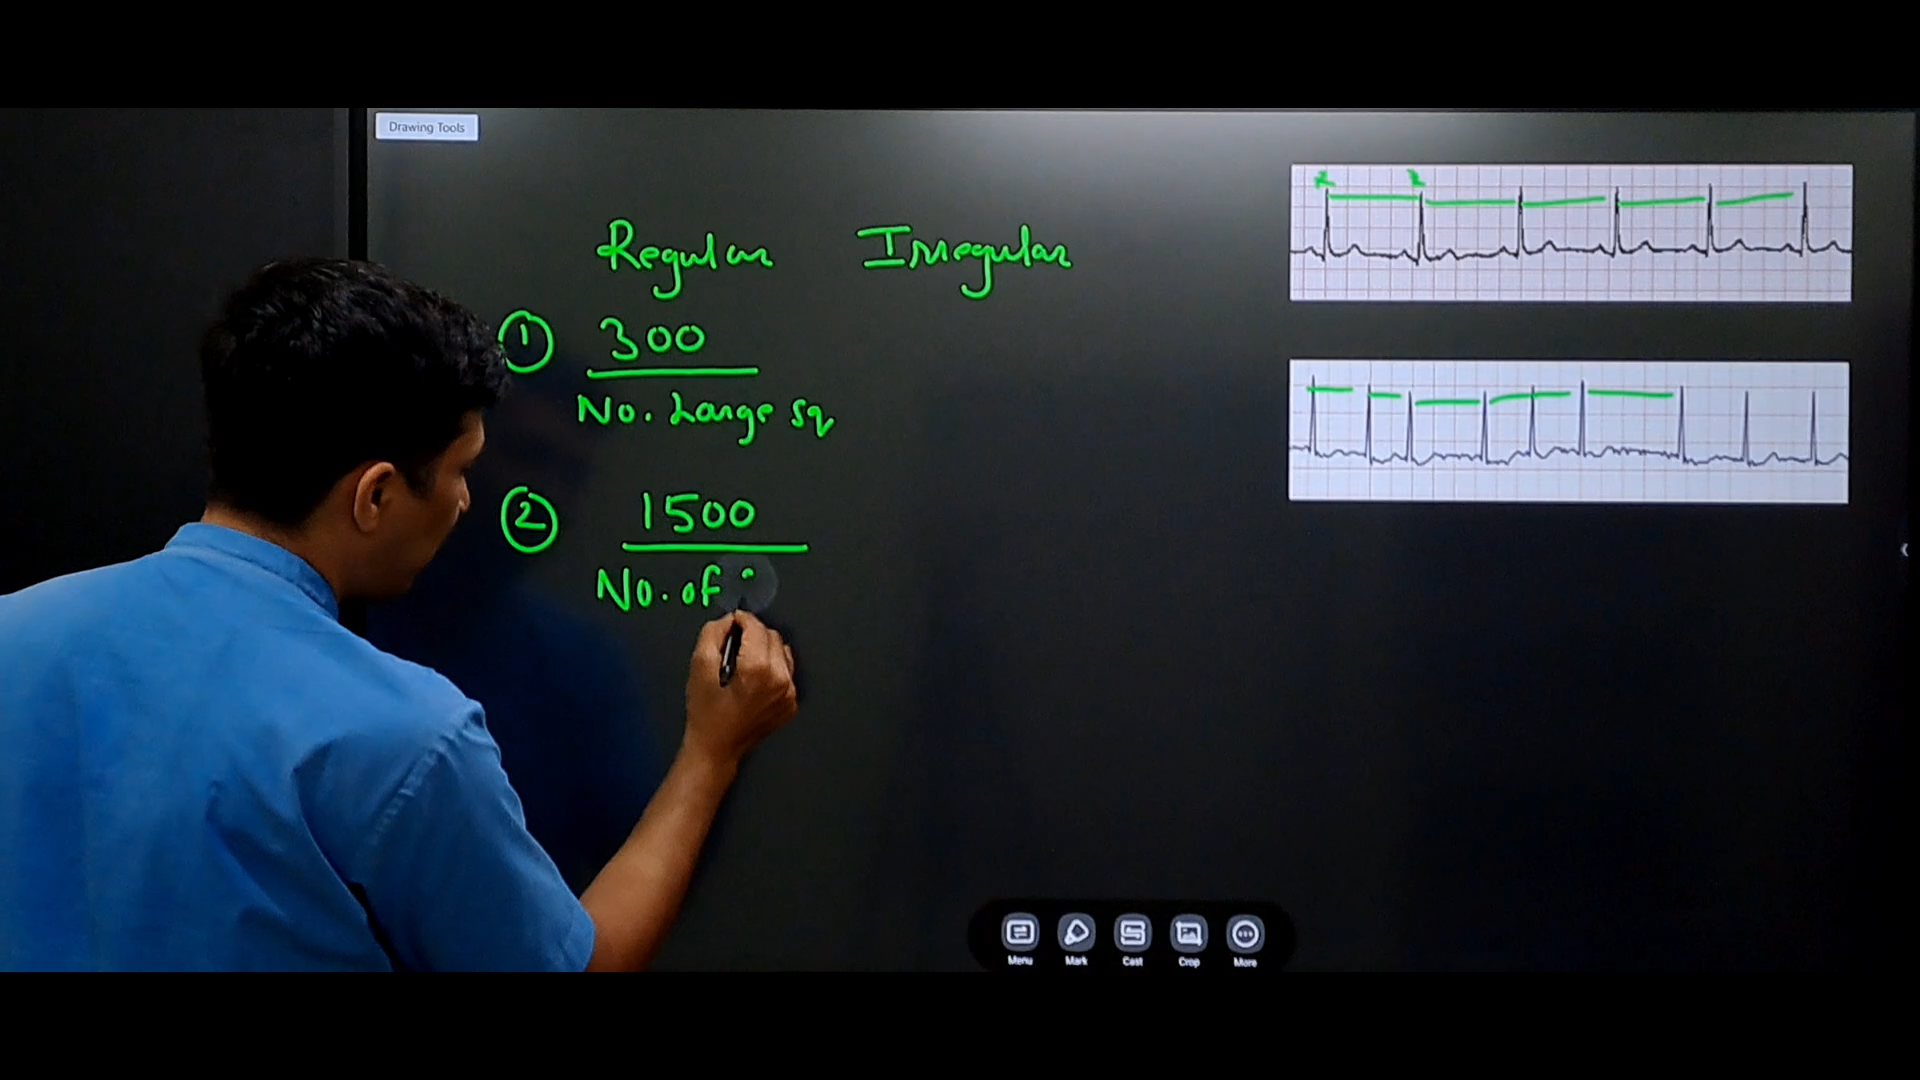 Drawing Tools
R R
Regular Irregular
① 300
No. Large sq
② 1500
No. of
Menu Mark Cast Crop More